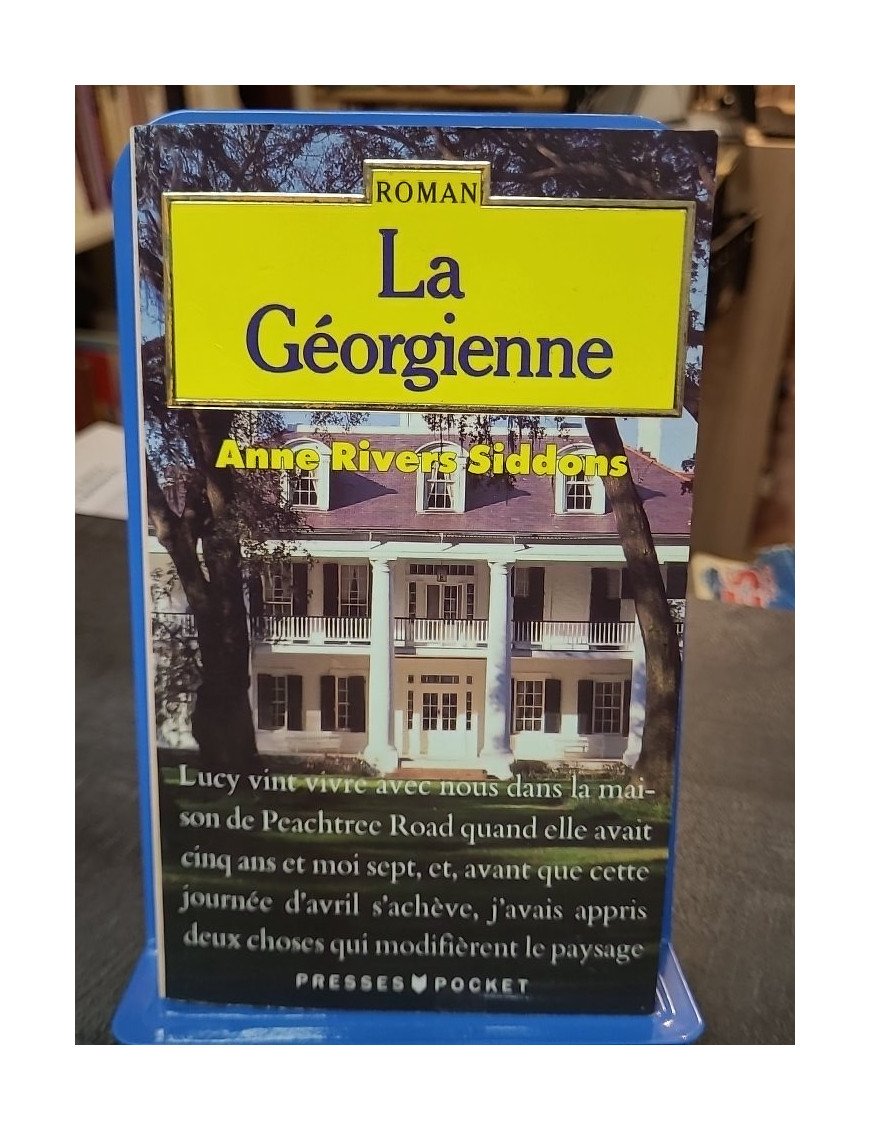 ROMAN
La
Géorgienne
Anne Rivers Siddons
Lucy vint vivre avec nous dans la mai-
son de Peachtree Road quand elle avait
cinq ans et moi sept, et, avant que cette
journée d'avril s'achève, j'avais appris
deux choses qui modifièrent le paysage
PRESSES POCKET